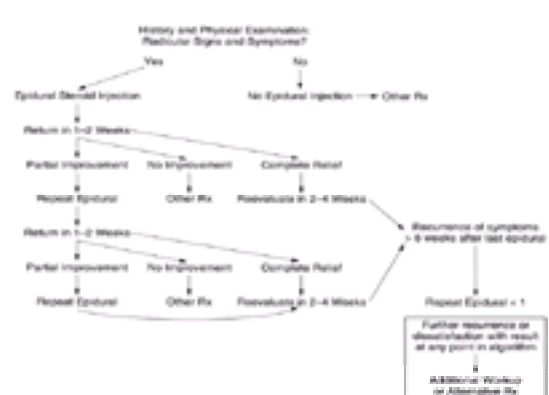 History and Physical Examination:
Radicular Signs and Symptoms?
Yes
No
Epidural Steroid Injection
No Epidural Injection
Other Rx
Return in 1–2 Weeks
Partial Improvement
No Improvement
Complete Relief
Repeat Epidural
Other Rx
Reevaluate in 2–4 Weeks
Return in 1–2 Weeks
Recurrence of symptoms
> 6 weeks after last epidural
Partial Improvement
No Improvement
Complete Relief
Repeat Epidural
Other Rx
Reevaluate in 2–4 Weeks
Repeat Epidural × 1
Further recurrence or
dissatisfaction with result
at any point in algorithm
Additional Workup
or Alternative Rx